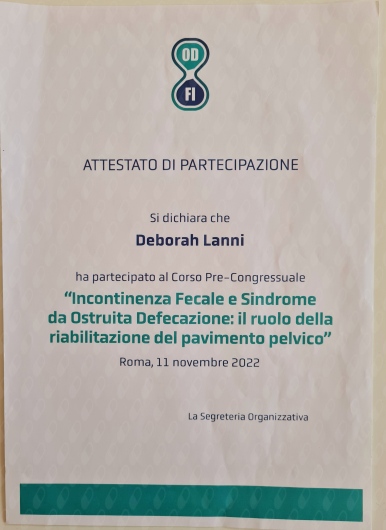 OD
FI
ATTESTATO DI PARTECIPAZIONE
Si dichiara che
Deborah Lanni
ha partecipato al Corso Pre-Congressuale
“Incontinenza Fecale e Sindrome
da Ostruita Defecazione: il ruolo della
riabilitazione del pavimento pelvico”
Roma, 11 novembre 2022
La Segreteria Organizzativa